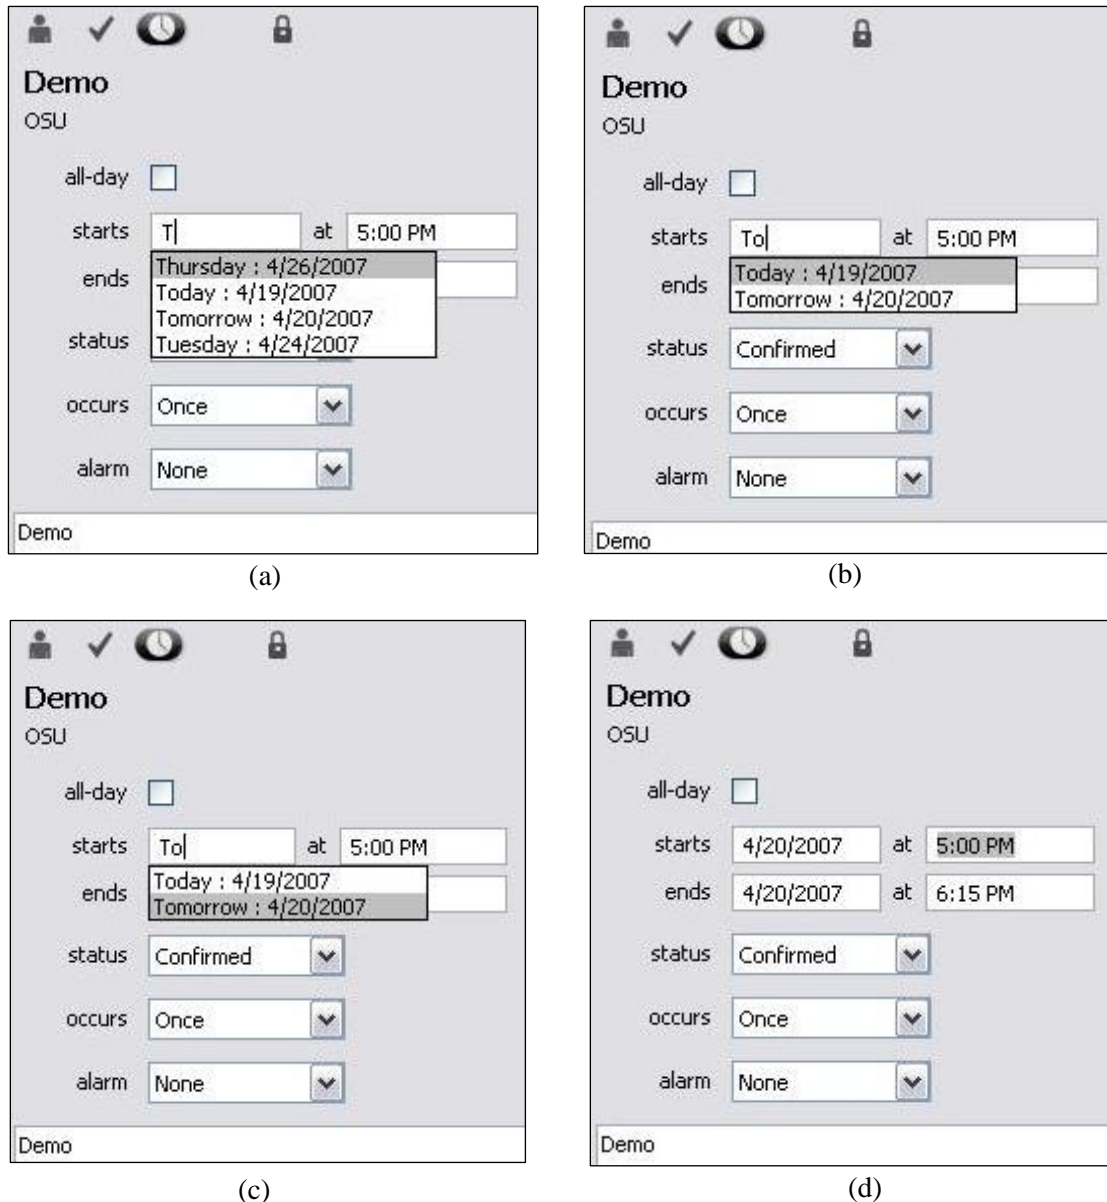 Demo
OSU
all-day
starts T at 5:00 PM
Thursday : 4/26/2007
ends Today : 4/19/2007
Tomorrow : 4/20/2007
status Tuesday : 4/24/2007
occurs Once
alarm None
Demo
(a)
Demo
OSU
all-day
starts To at 5:00 PM
Today : 4/19/2007
ends Tomorrow : 4/20/2007
status Confirmed
occurs Once
alarm None
Demo
(b)
Demo
OSU
all-day
starts To at 5:00 PM
Today : 4/19/2007
ends Tomorrow : 4/20/2007
status Confirmed
occurs Once
alarm None
Demo
(c)
Demo
OSU
all-day
starts 4/20/2007 at 5:00 PM
ends 4/20/2007 at 6:15 PM
status Confirmed
occurs Once
alarm None
Demo
(d)